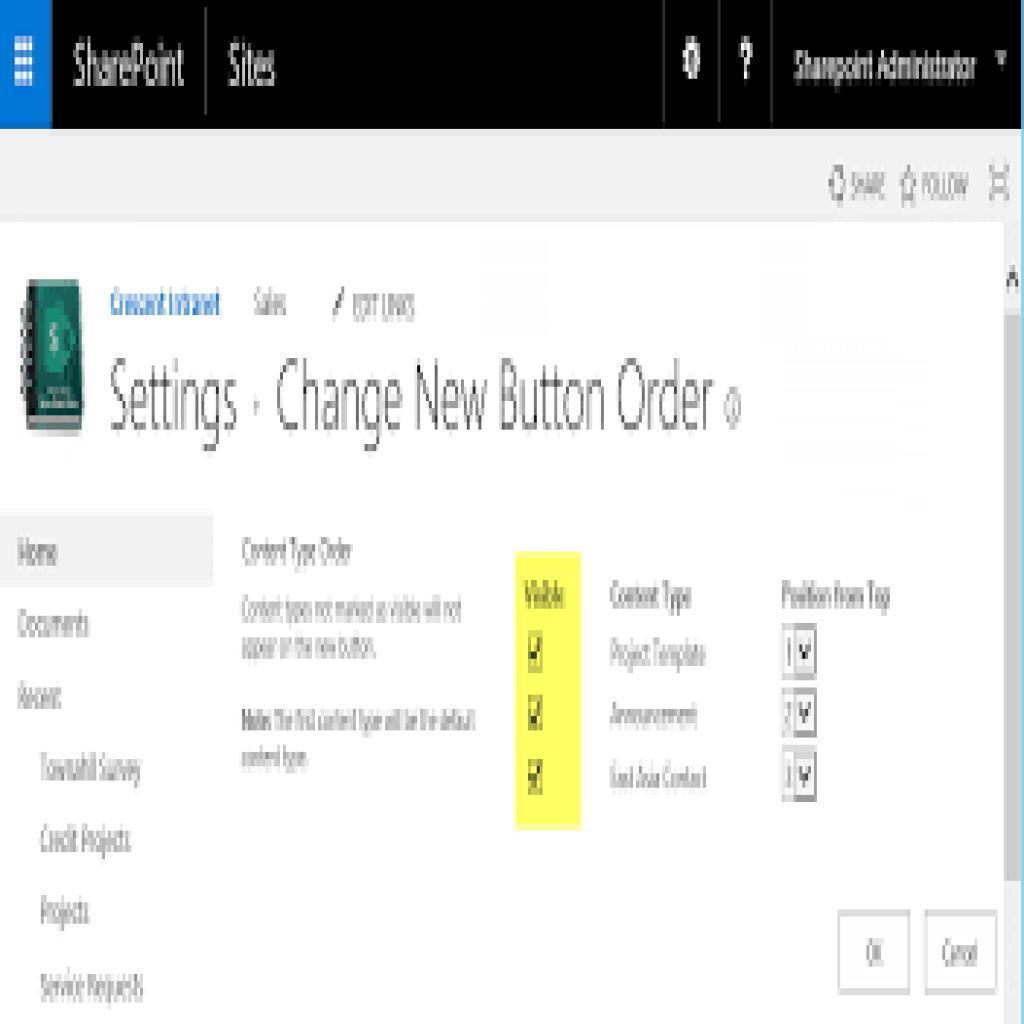 SharePoint
Sites
?
Sharepoint Administrator
SHARE
FOLLOW
Crescent Intranet
Sales
EDIT LINKS
Settings › Change New Button Order
Home
Documents
Recent
Townhill Survey
Credit Projects
Projects
Service Requests
Content Type Order
Content types not marked as visible will not
appear on the new button.
Note: The first content type will be the default
content type.
Visible Content Type Position from Top
Project Template 1
Announcement 2
East Asia Contact 3
OK
Cancel